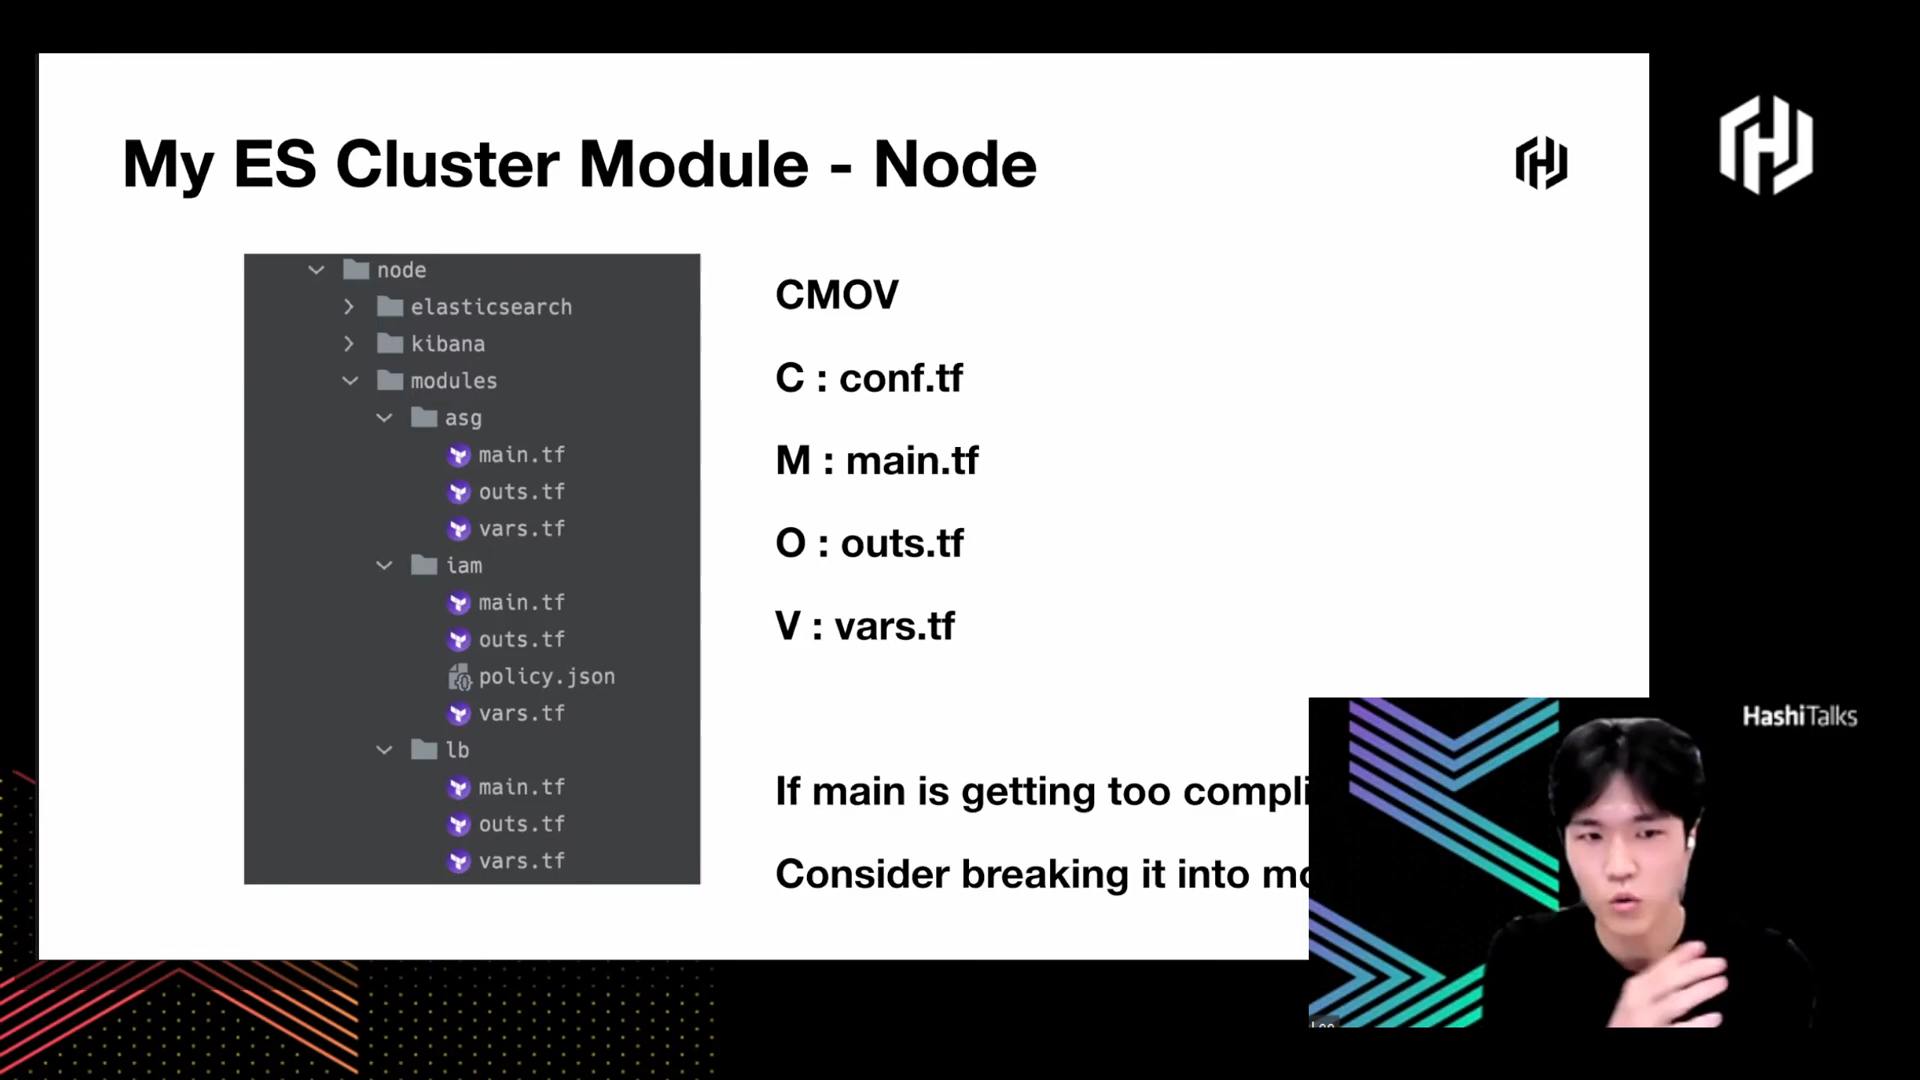 My ES Cluster Module - Node
node
elasticsearch
kibana
modules
asg
main.tf
outs.tf
vars.tf
iam
main.tf
outs.tf
policy.json
vars.tf
lb
main.tf
outs.tf
vars.tf
CMOV
C : conf.tf
M : main.tf
O : outs.tf
V : vars.tf
If main is getting too compli
Consider breaking it into mo
HashiTalks